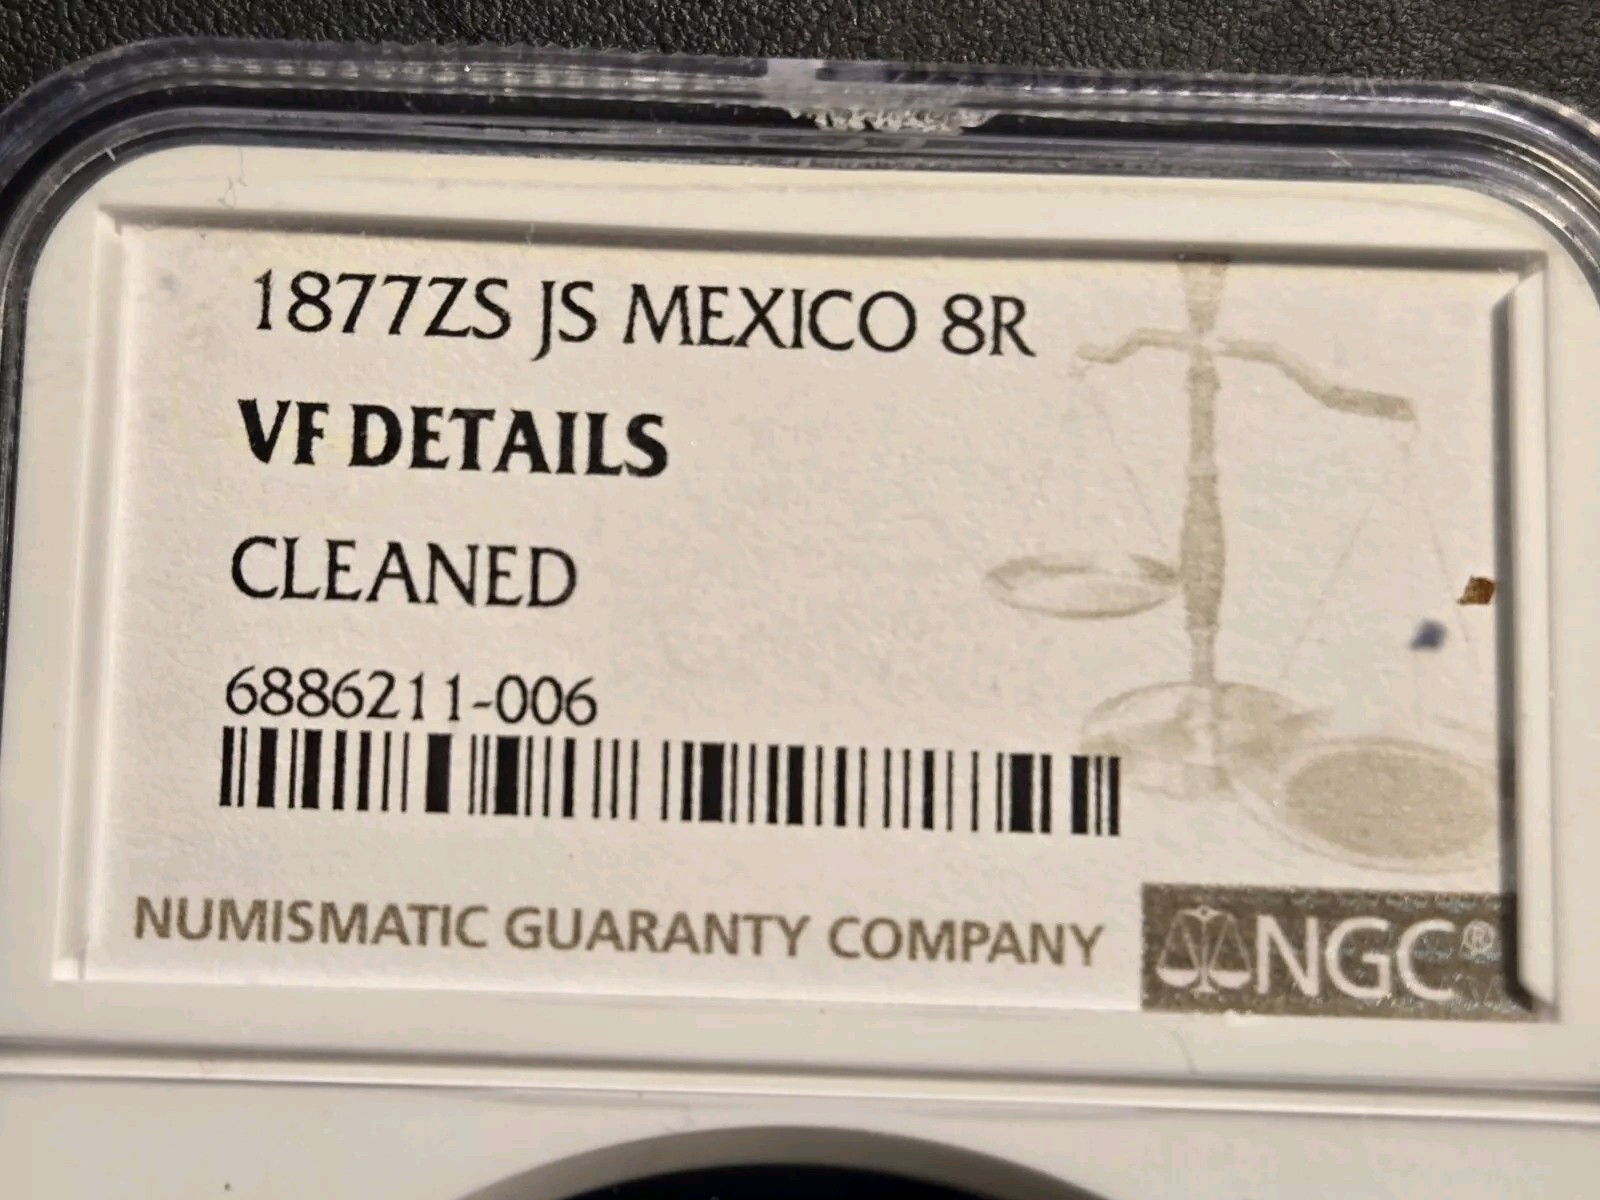 1877ZS JS MEXICO 8R
VF DETAILS
CLEANED
6886211-006
NUMISMATIC GUARANTY COMPANY
NGC®